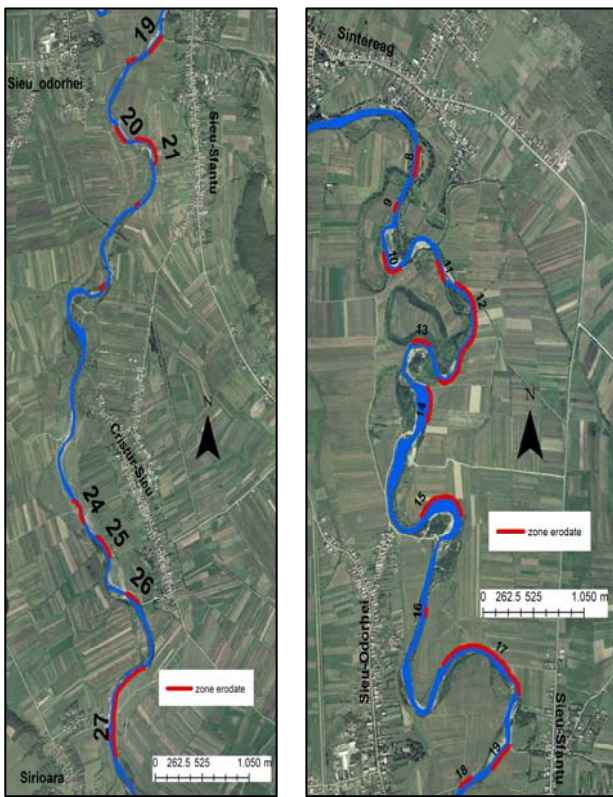 19
Sieu_odorhei
Sieu-Sfantu
20
21
N
Cristur-Sieu
24
25
26
zone erodate
27
0 262.5 525 1.050 m
Sirioara
Sintereag
8
9
10
11
12
13
14
N
15
zone erodate
0 262.5 525 1.050 m
16
Sieu-Odorhei
17
Sieu-Sfantu
19
18